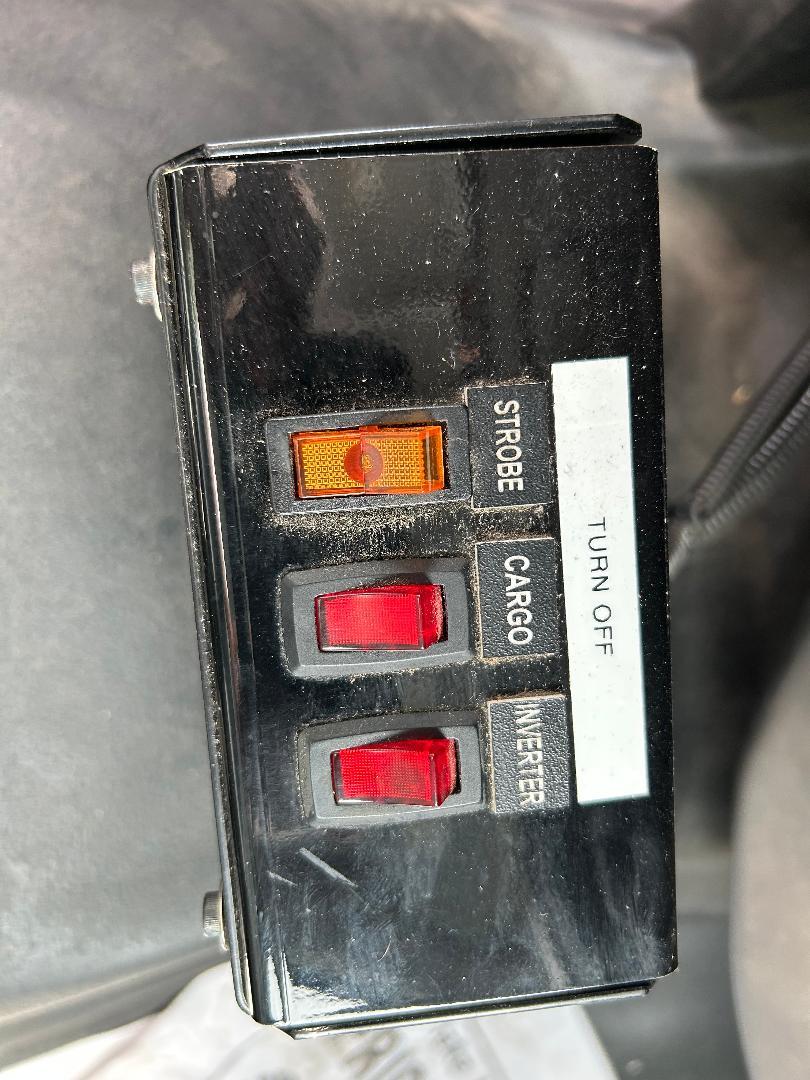 TURN OFF
STROBE
CARGO
INVERTER